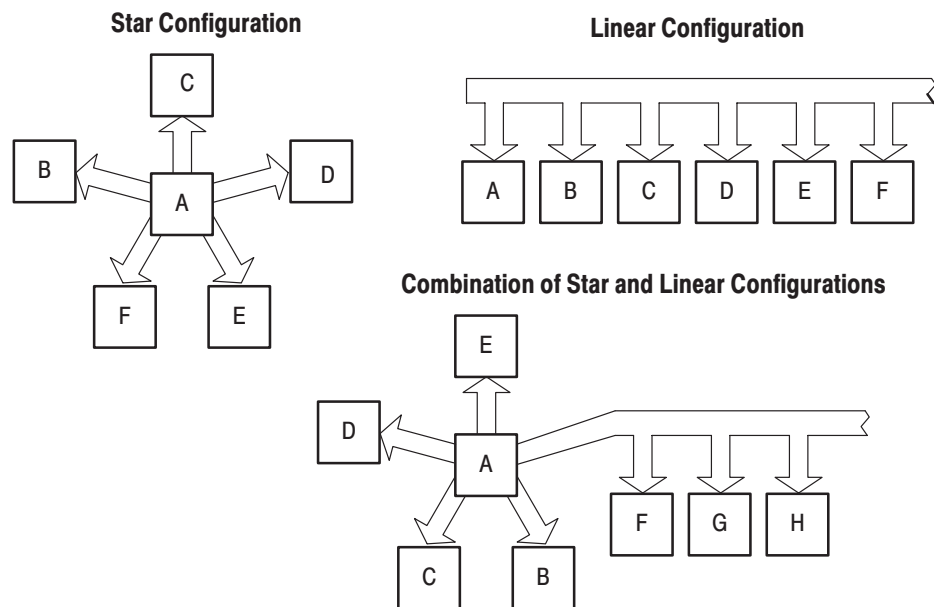 Star Configuration
C
B
D
A
F
E
Linear Configuration
A B C D E F
Combination of Star and Linear Configurations
E
D
A
F G H
C
B